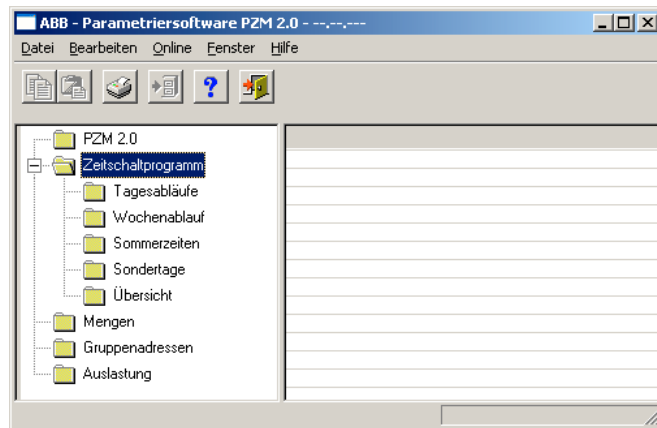 ABB - Parametriersoftware PZM 2.0 - --.--.---
Datei Bearbeiten Online Fenster Hilfe
PZM 2.0
Zeitschaltprogramm
Tagesabläufe
Wochenablauf
Sommerzeiten
Sondertage
Übersicht
Mengen
Gruppenadressen
Auslastung